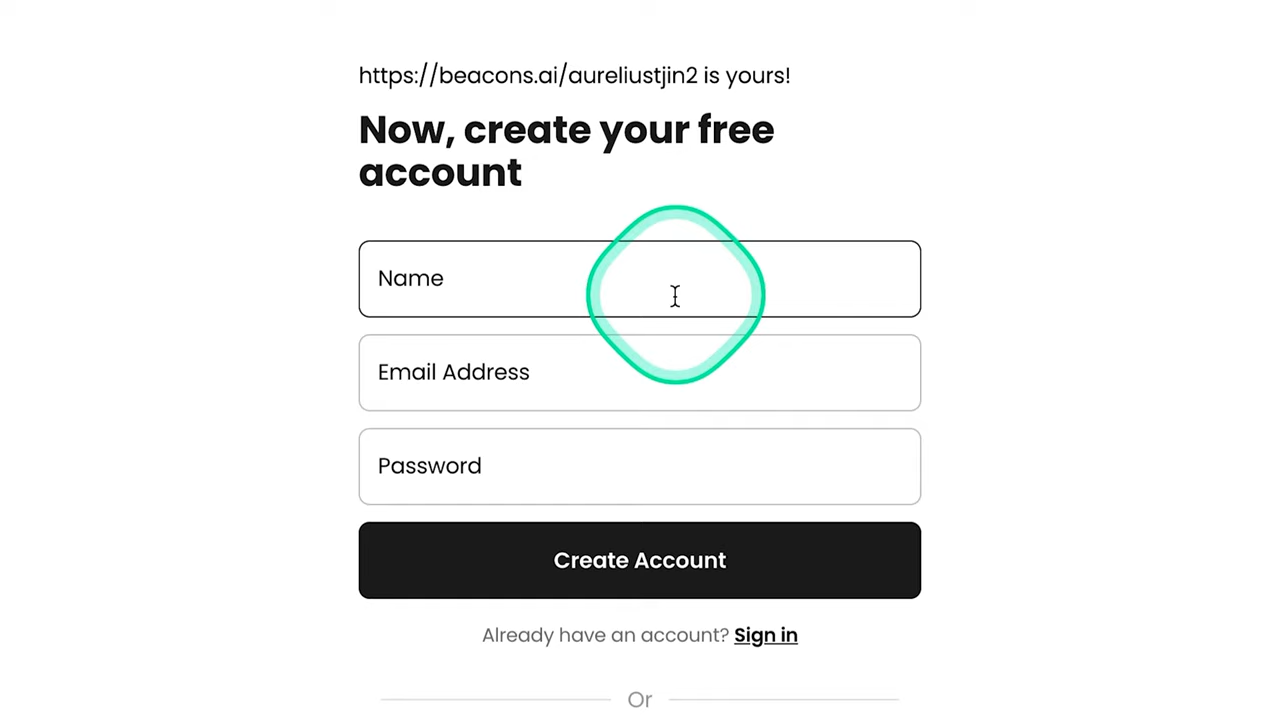 https://beacons.ai/aureliustjin2 is yours!
Now, create your free
account
Name
Email Address
Password
Create Account
Already have an account? Sign in
Or